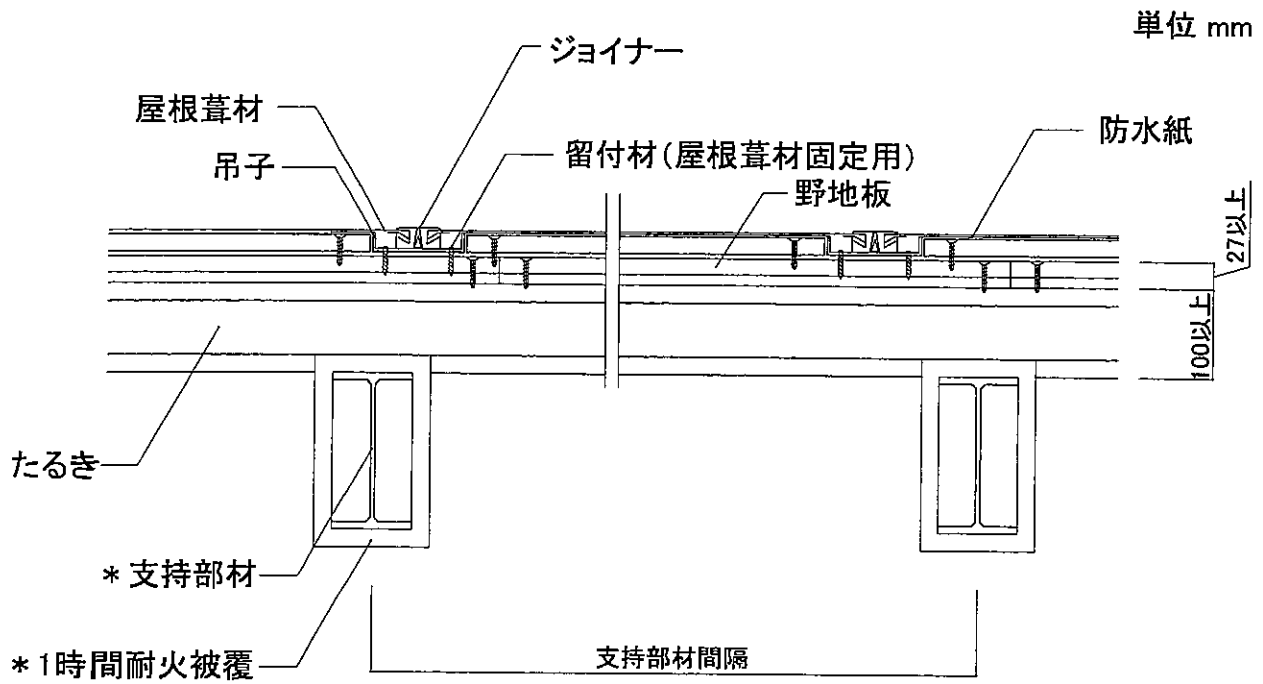 単位 mm
ジョイナー
屋根葺材
吊子
留付材(屋根葺材固定用)
野地板
防水紙
27以上
100以上
たるき
*支持部材
*1時間耐火被覆
支持部材間隔